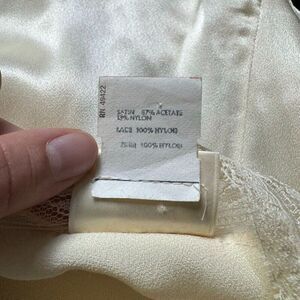 RN 49422
SATIN 87% ACETATE
13% NYLON
LACE 100% NYLON
TRIM 100% NYLON